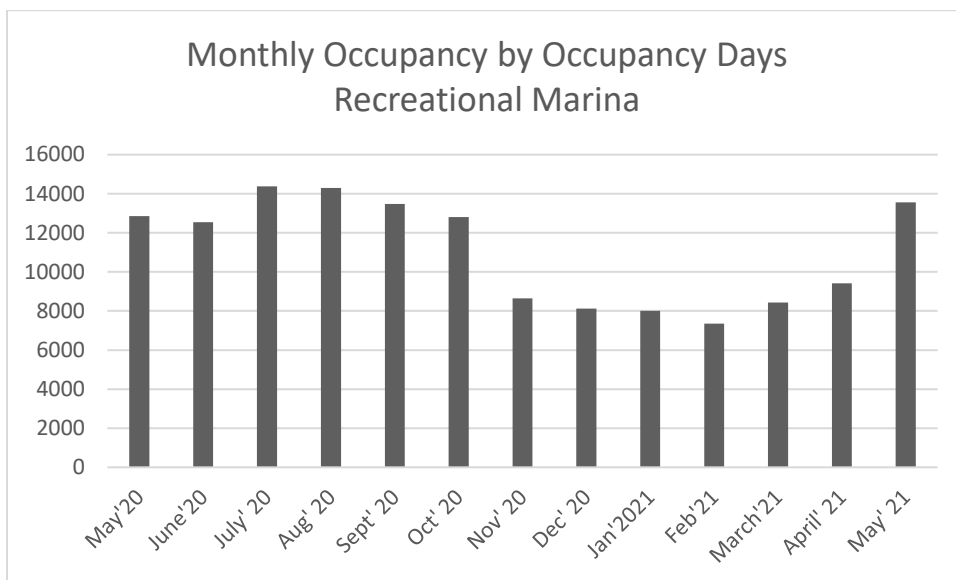 Monthly Occupancy by Occupancy Days
Recreational Marina
16000
14000
12000
10000
8000
6000
4000
2000
0
May'20
June'20
July' 20
Aug' 20
Sept' 20
Oct' 20
Nov' 20
Dec' 20
Jan'2021
Feb'21
March'21
April' 21
May' 21